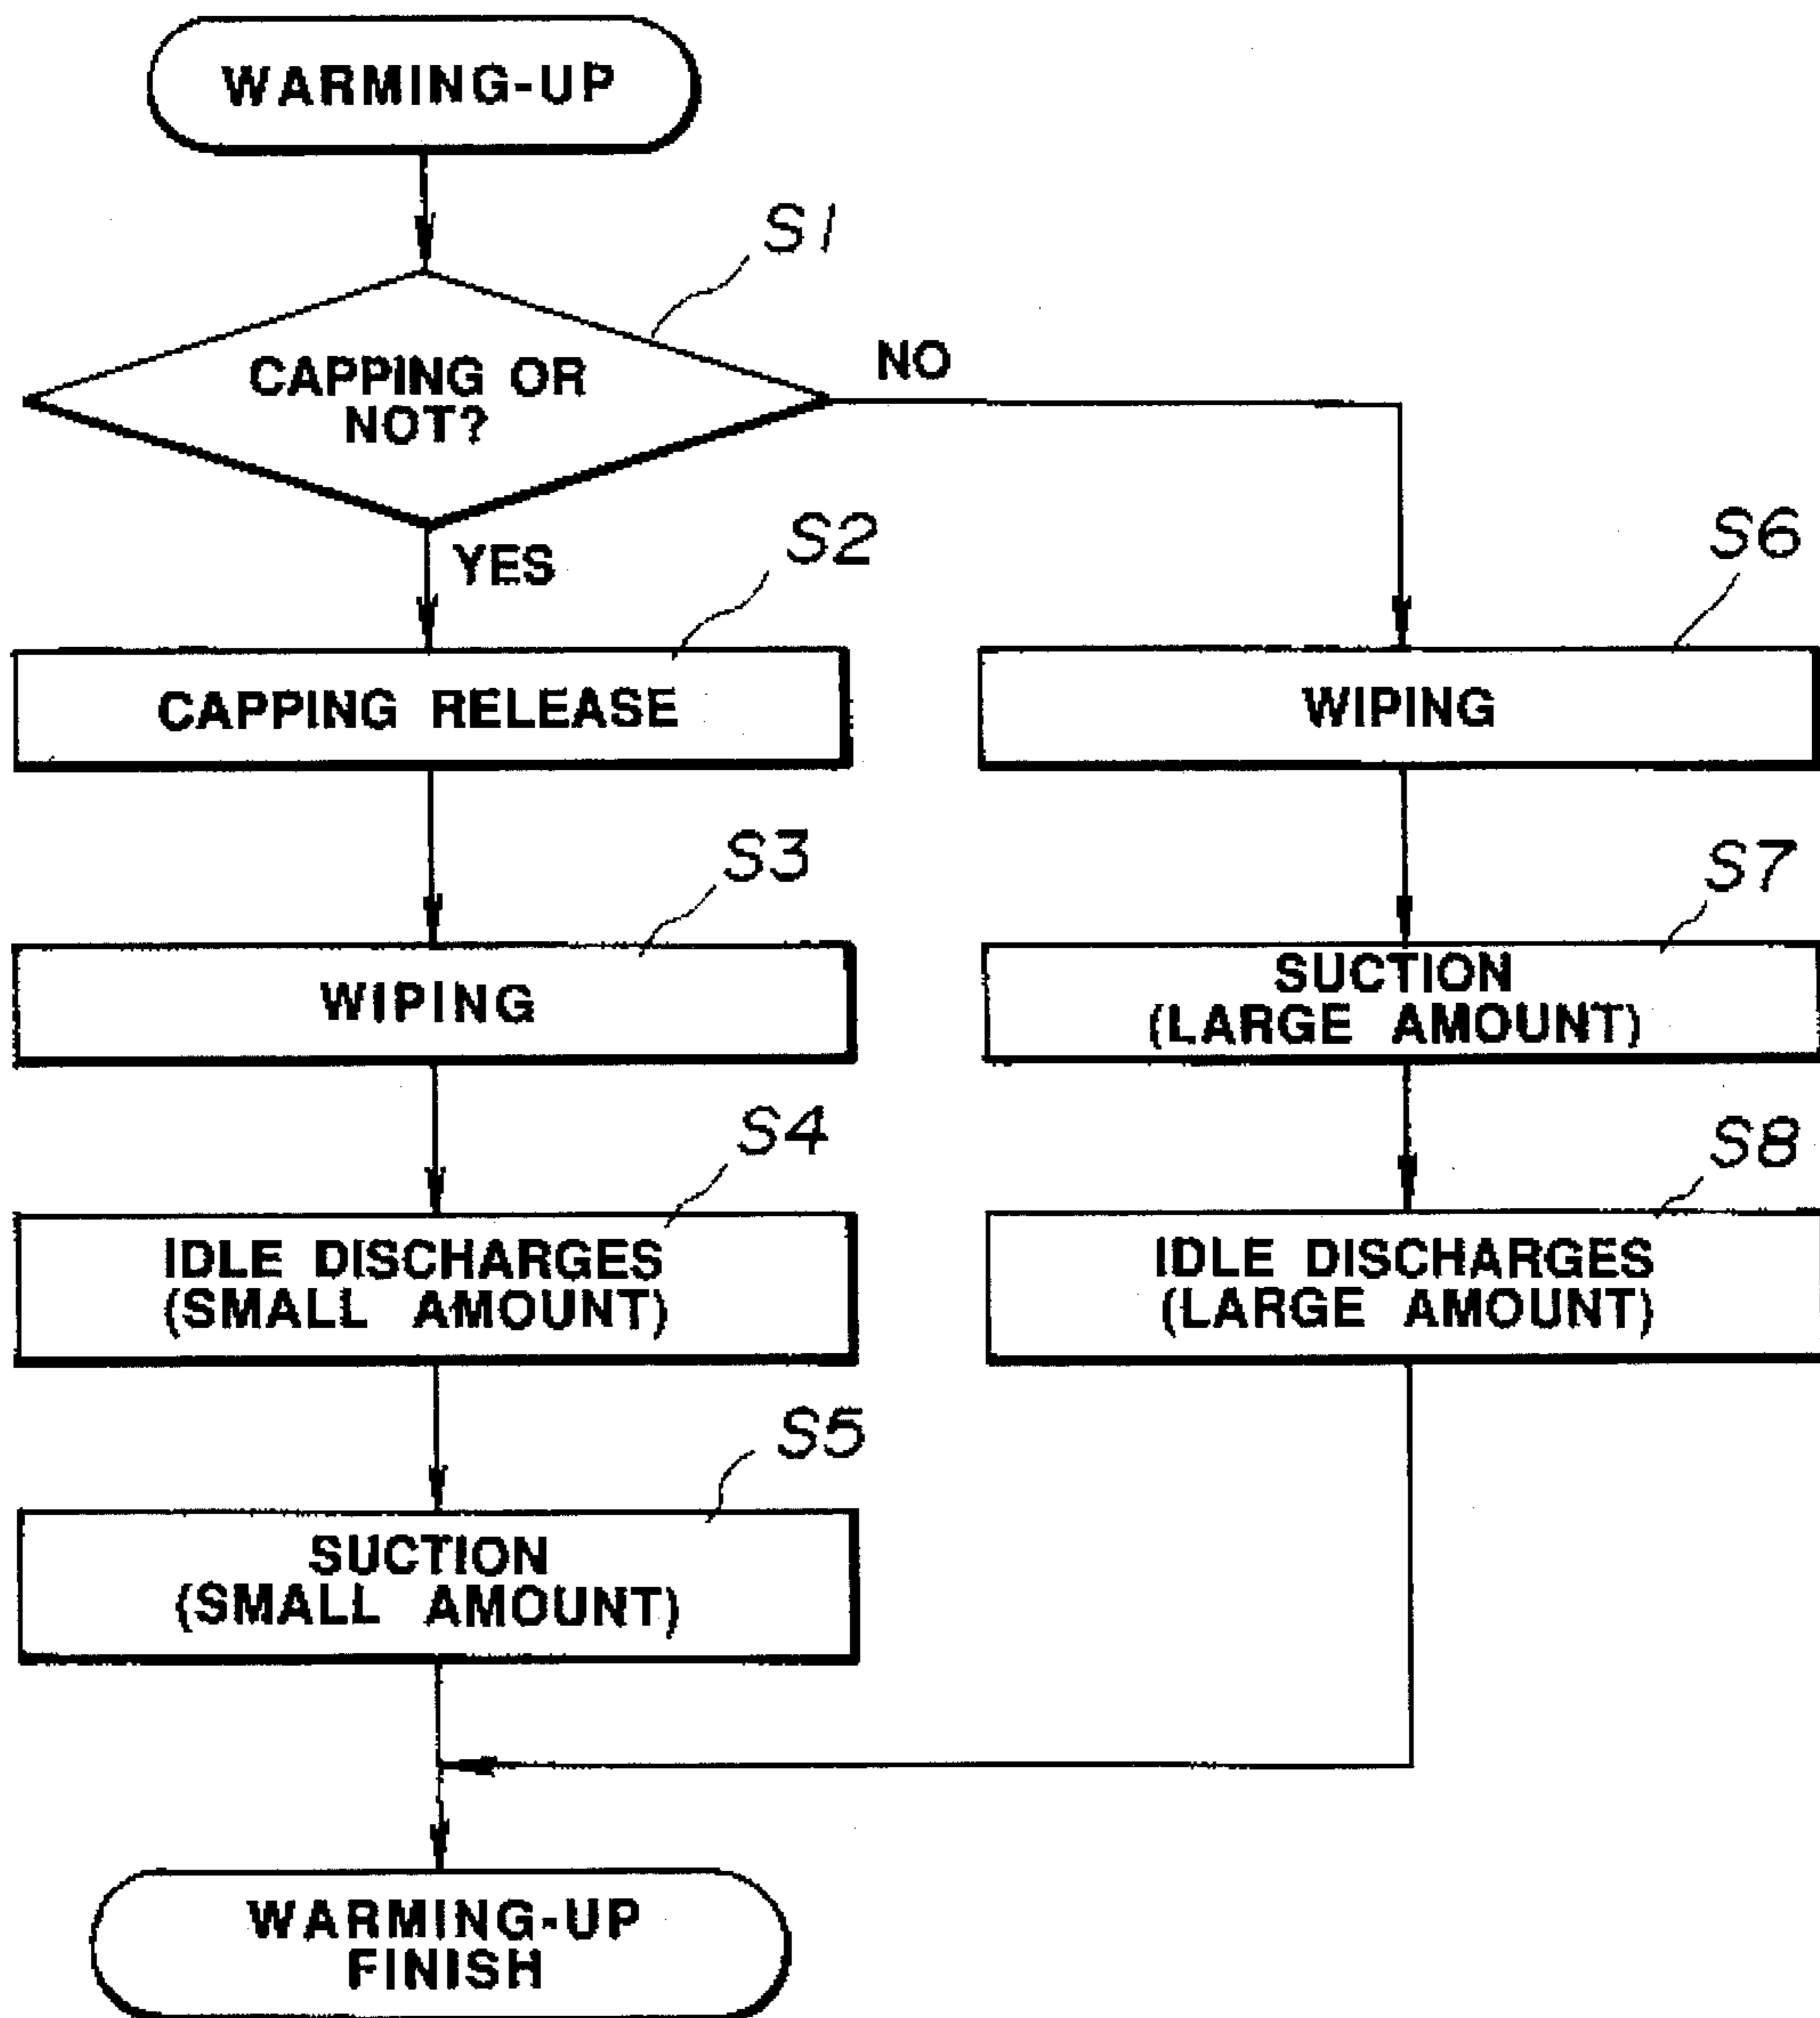 WARMING-UP
S1
CAPPING OR
NOT?
NO
YES
S2
CAPPING RELEASE
S6
WIPING
S3
WIPING
S7
SUCTION
(LARGE AMOUNT)
S4
IDLE DISCHARGES
(SMALL AMOUNT)
S8
IDLE DISCHARGES
(LARGE AMOUNT)
S5
SUCTION
(SMALL AMOUNT)
WARMING-UP
FINISH